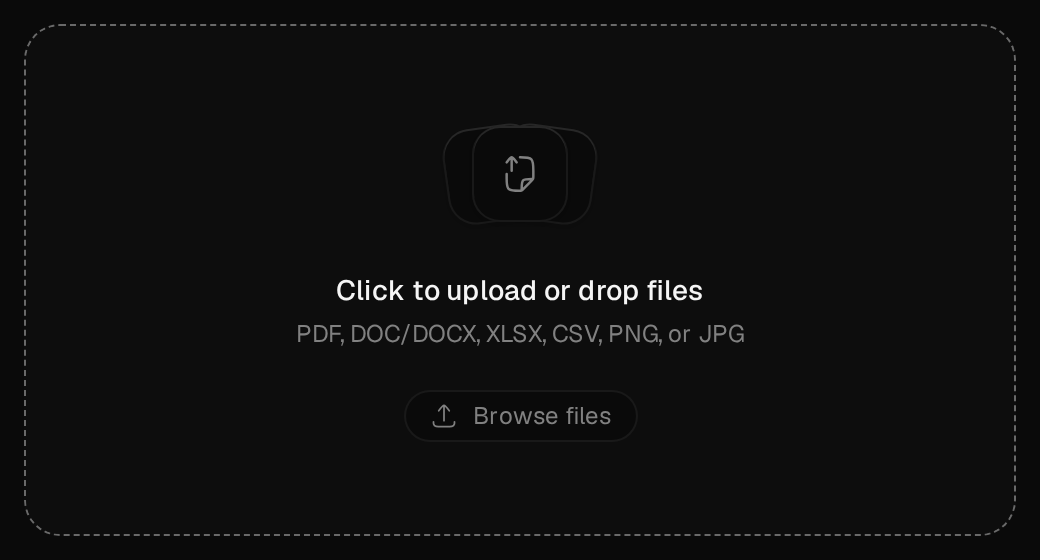 Click to upload or drop files
PDF, DOC/DOCX, XLSX, CSV, PNG, or JPG
Browse files